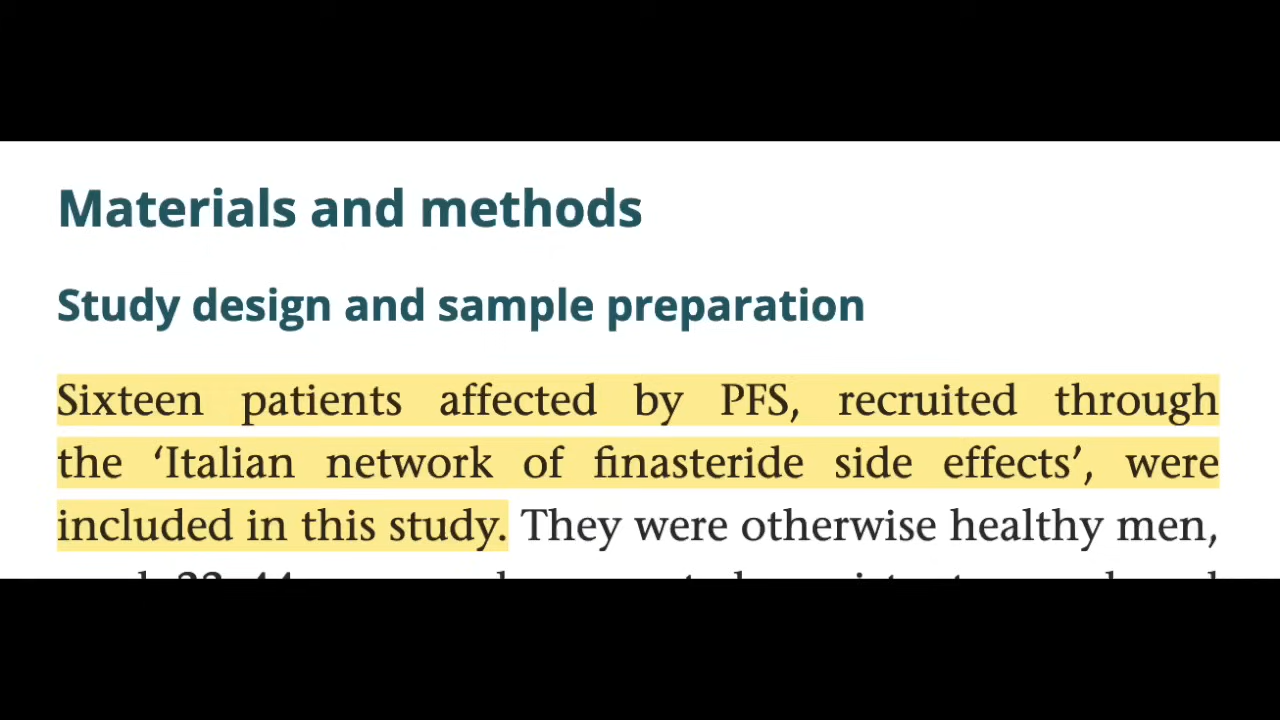 Materials and methods
Study design and sample preparation
Sixteen patients affected by PFS, recruited through
the ‘Italian network of finasteride side effects’, were
included in this study. They were otherwise healthy men,